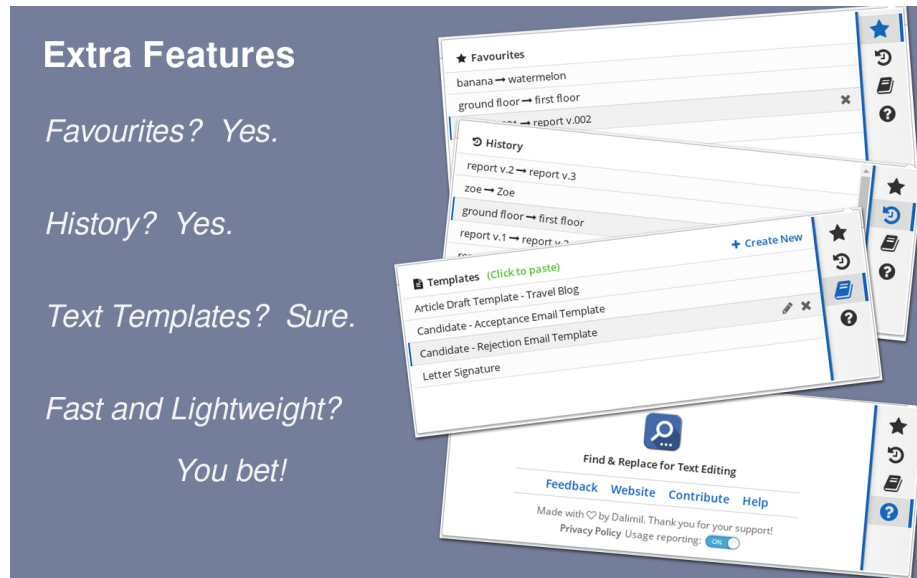 Extra Features
Favourites? Yes.
History? Yes.
Text Templates? Sure.
Fast and Lightweight?
You bet!
Favourites
banana → watermelon
ground floor → first floor
→ report v.002
History
report v.2 → report v.3
zoe → Zoe
ground floor → first floor
report v.1 → report
Templates (Click to paste)
+ Create New
Article Draft Template - Travel Blog
Candidate - Acceptance Email Template
Candidate - Rejection Email Template
Letter Signature
Find & Replace for Text Editing
Feedback Website Contribute Help
Made with ♡ by Dalimil. Thank you for your support!
Privacy Policy Usage reporting: ON